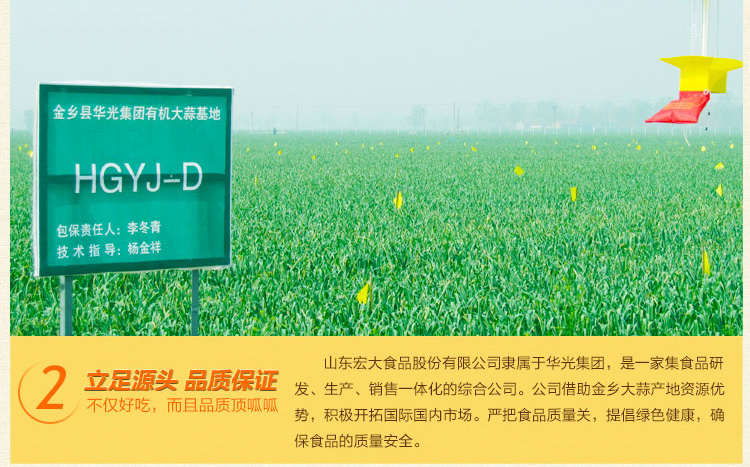 金乡县华光集团有机大蒜基地
HGYJ-D
包保责任人：李冬青
技术指导：杨金祥
2
立足源头 品质保证
不仅好吃，而且品质顶呱呱
山东宏大食品股份有限公司隶属于华光集团，是一家集食品研
发、生产、销售一体化的综合公司。公司借助金乡大蒜产地资源优
势，积极开拓国际国内市场。严把食品质量关，提倡绿色健康，确
保食品的质量安全。